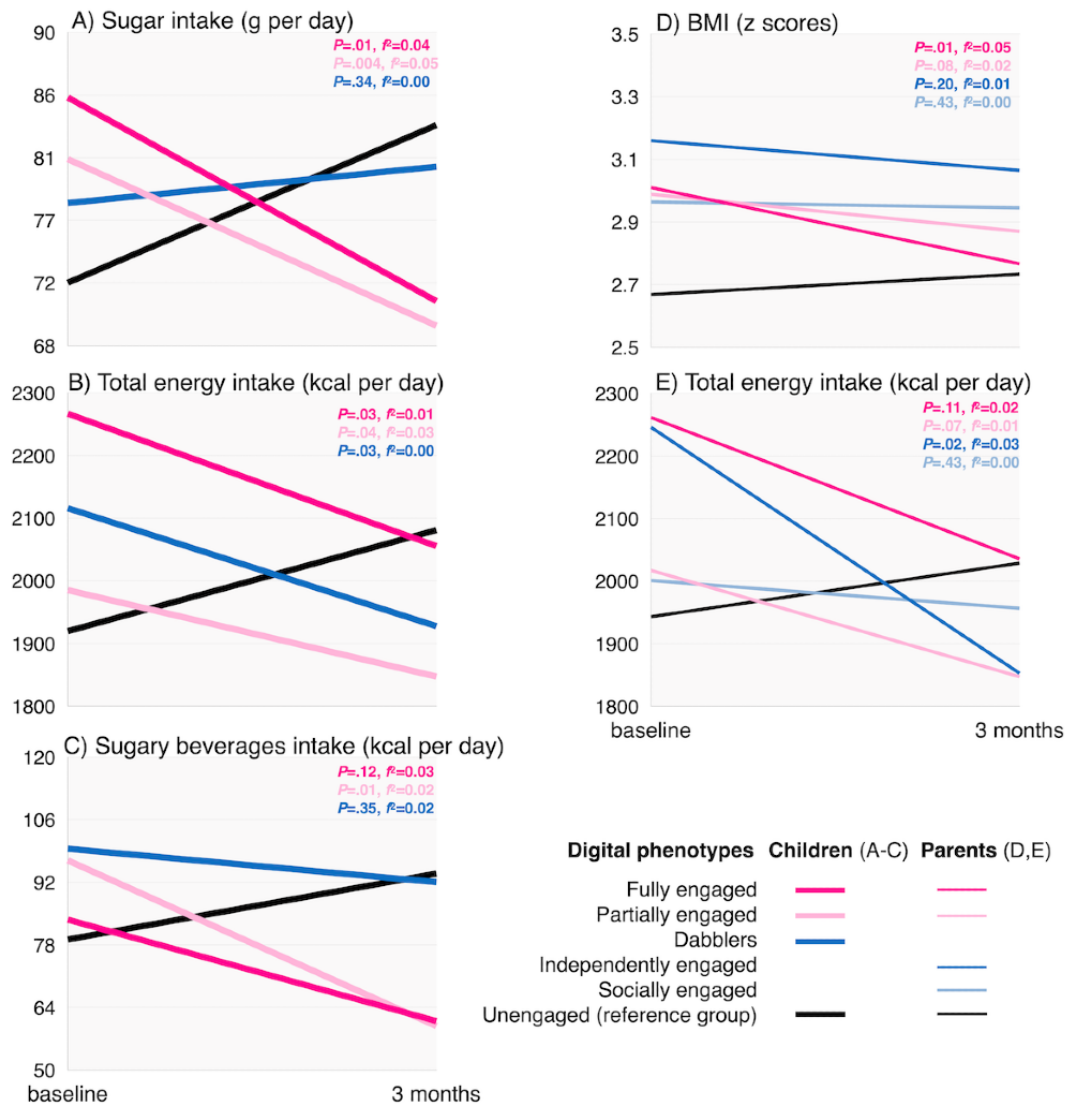 A) Sugar intake (g per day)
90
86
81
77
72
68
P=.01, f²=0.04
P=.004, f²=0.05
P=.34, f²=0.00
B) Total energy intake (kcal per day)
2300
2200
2100
2000
1900
1800
P=.03, f²=0.01
P=.04, f²=0.03
P=.03, f²=0.00
C) Sugary beverages intake (kcal per day)
120
106
92
78
64
50
P=.12, f²=0.03
P=.01, f²=0.02
P=.35, f²=0.02
baseline 3 months
D) BMI (z scores)
3.5
3.3
3.1
2.9
2.7
2.5
P=.01, f²=0.05
P=.08, f²=0.02
P=.20, f²=0.01
P=.43, f²=0.00
E) Total energy intake (kcal per day)
2300
2200
2100
2000
1900
1800
P=.11, f²=0.02
P=.07, f²=0.01
P=.02, f²=0.03
P=.43, f²=0.00
baseline 3 months
Digital phenotypes Children (A-C) Parents (D,E)
Fully engaged
Partially engaged
Dabblers
Independently engaged
Socially engaged
Unengaged (reference group)